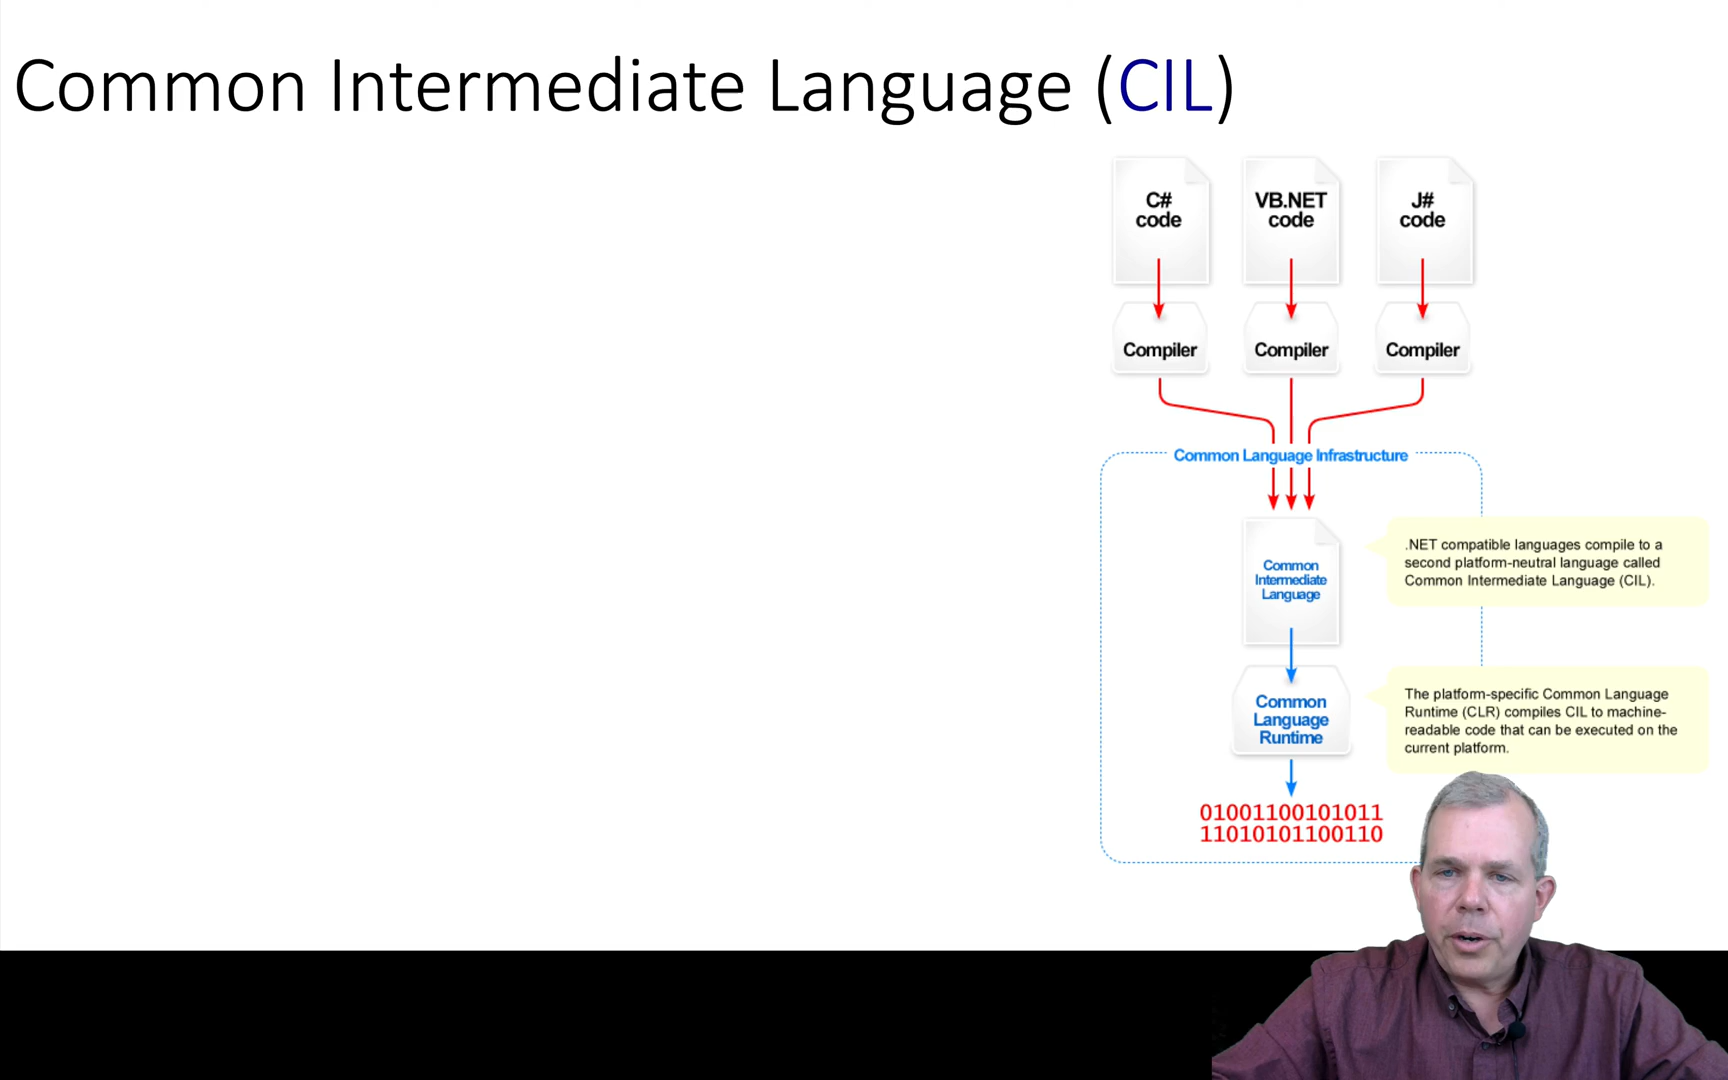 Common Intermediate Language (CIL)
C#
code
VB.NET
code
J#
code
Compiler
Compiler
Compiler
Common Language Infrastructure
Common
Intermediate
Language
.NET compatible languages compile to a
second platform-neutral language called
Common Intermediate Language (CIL).
Common
Language
Runtime
The platform-specific Common Language
Runtime (CLR) compiles CIL to machine-
readable code that can be executed on the
current platform.
01001100101011
11010101100110